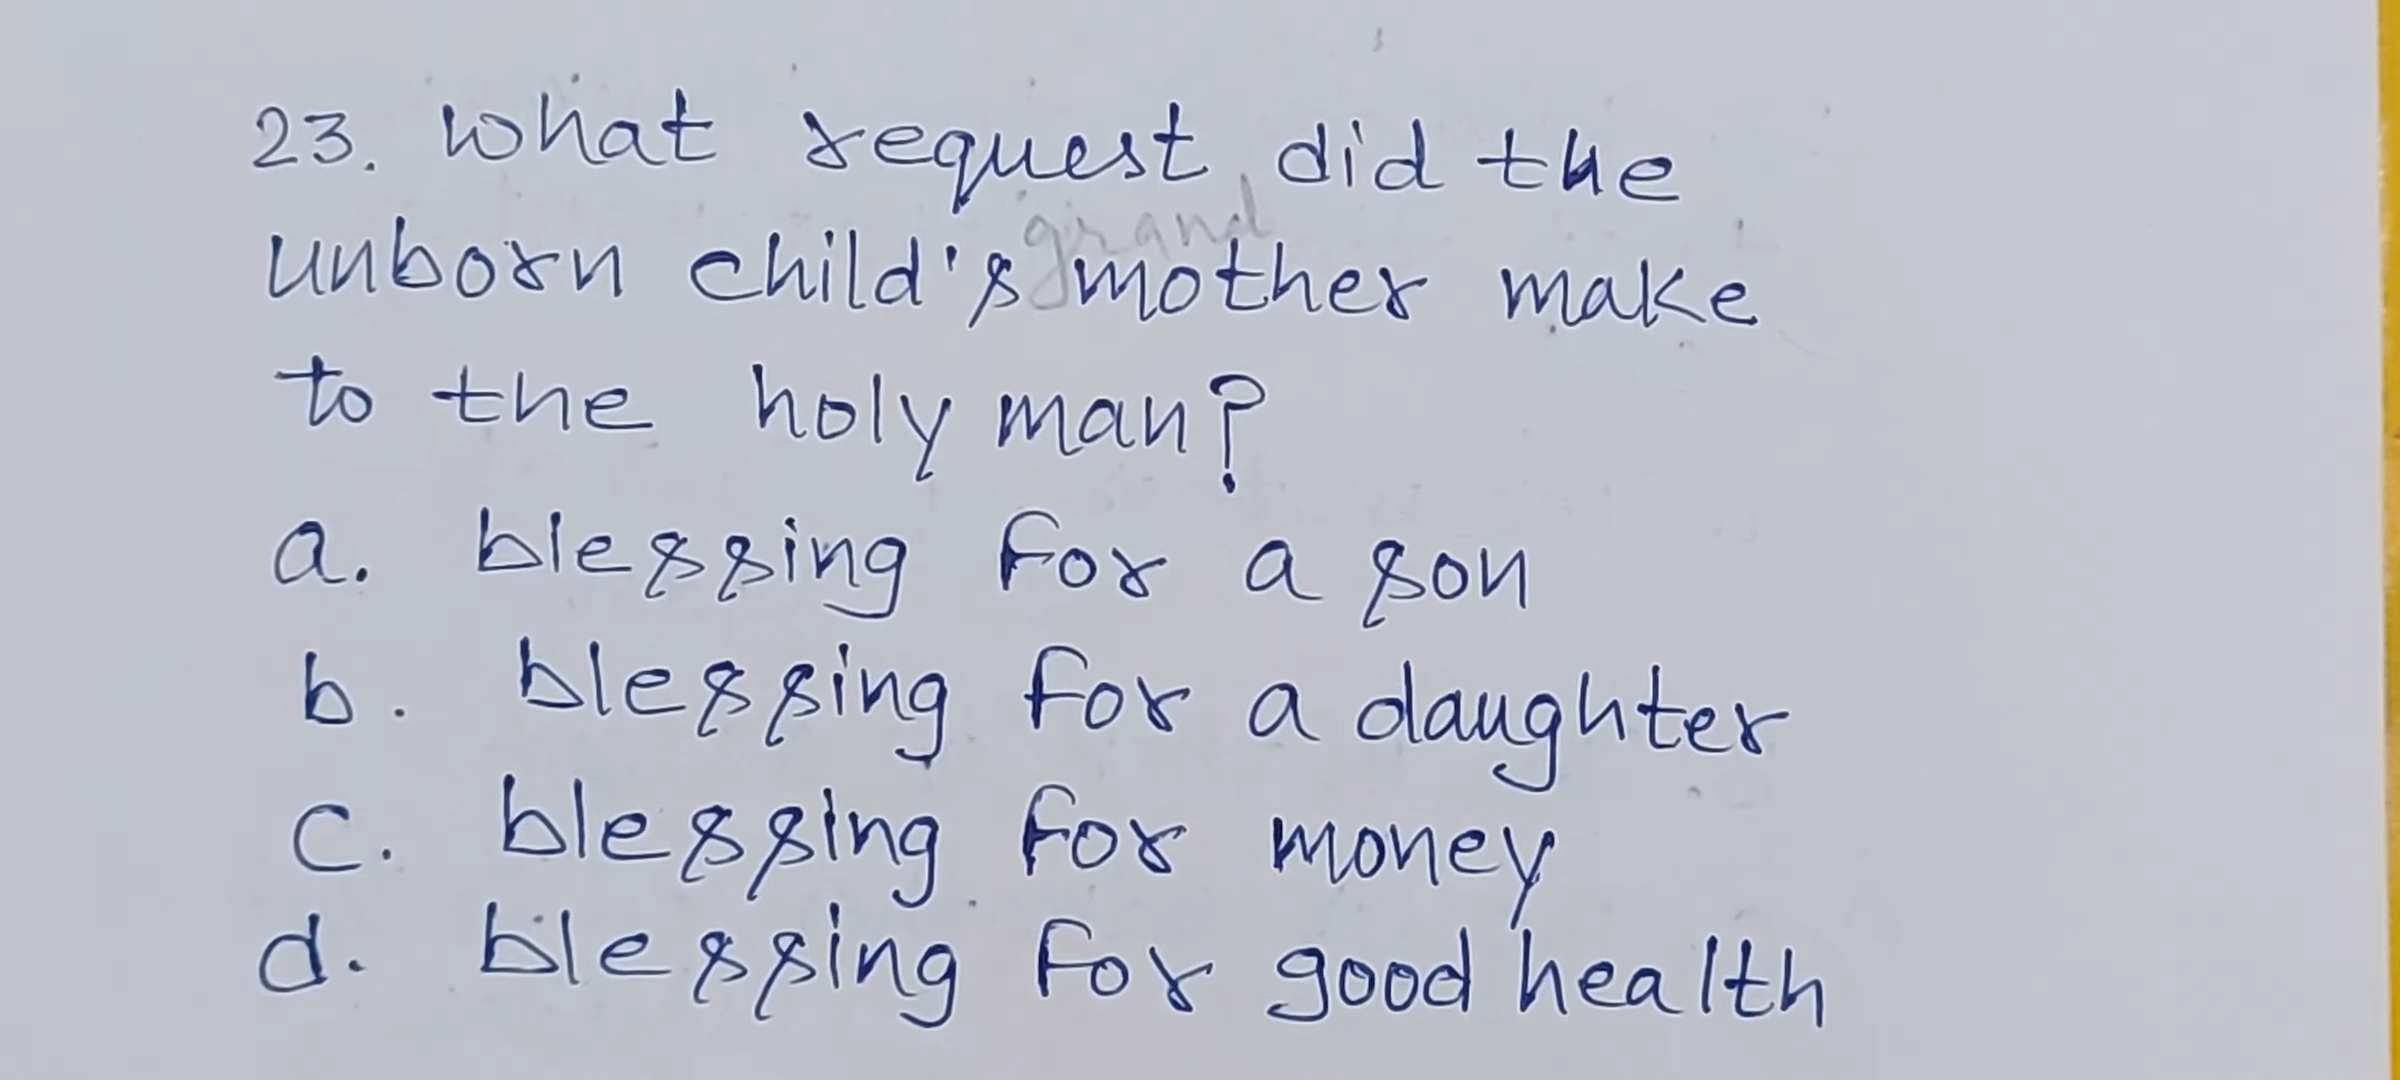 23. What request did the
grand
unborn child's mother make
to the holy man?
a. blessing for a son
b. blessing for a daughter
c. blessing for money
d. blessing for good health